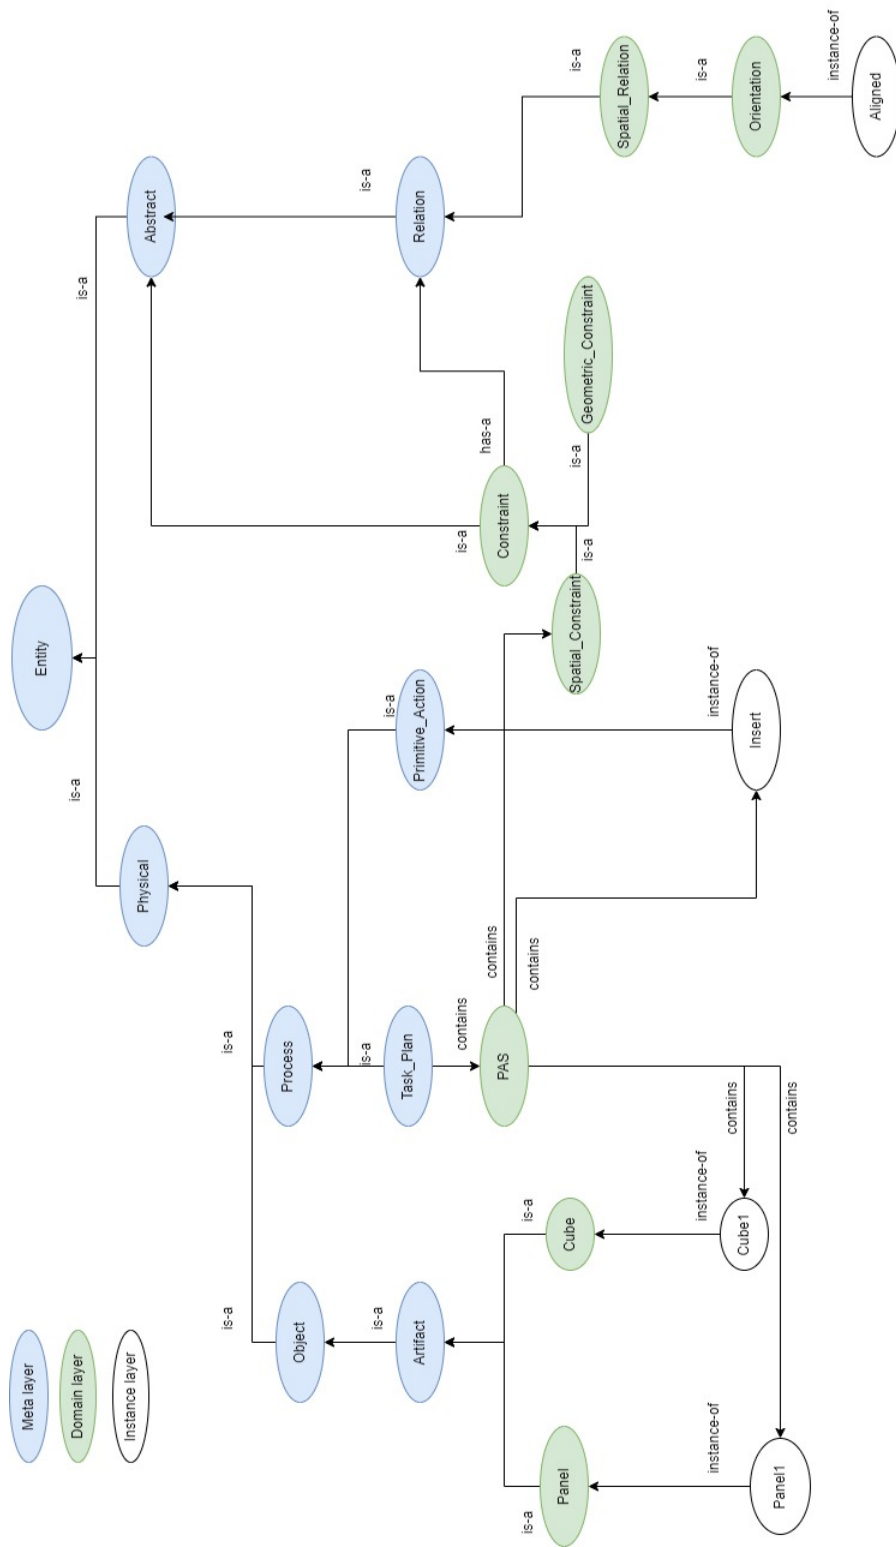 Meta layer
Domain layer
Instance layer
Entity
is-a
is-a
Physical
Abstract
is-a
is-a
is-a
Object
Process
is-a
is-a
is-a
Artifact
Task_Plan
Primitive_Action
Relation
contains
is-a
has-a
is-a
PAS
Constraint
is-a
is-a
contains
contains
is-a
is-a
Panel
Cube
Spatial_Constraint
Geometric_Constraint
Spatial_Relation
is-a
instance-of
instance-of
contains
contains
instance-of
Orientation
instance-of
Panel1
Cube1
Insert
Aligned